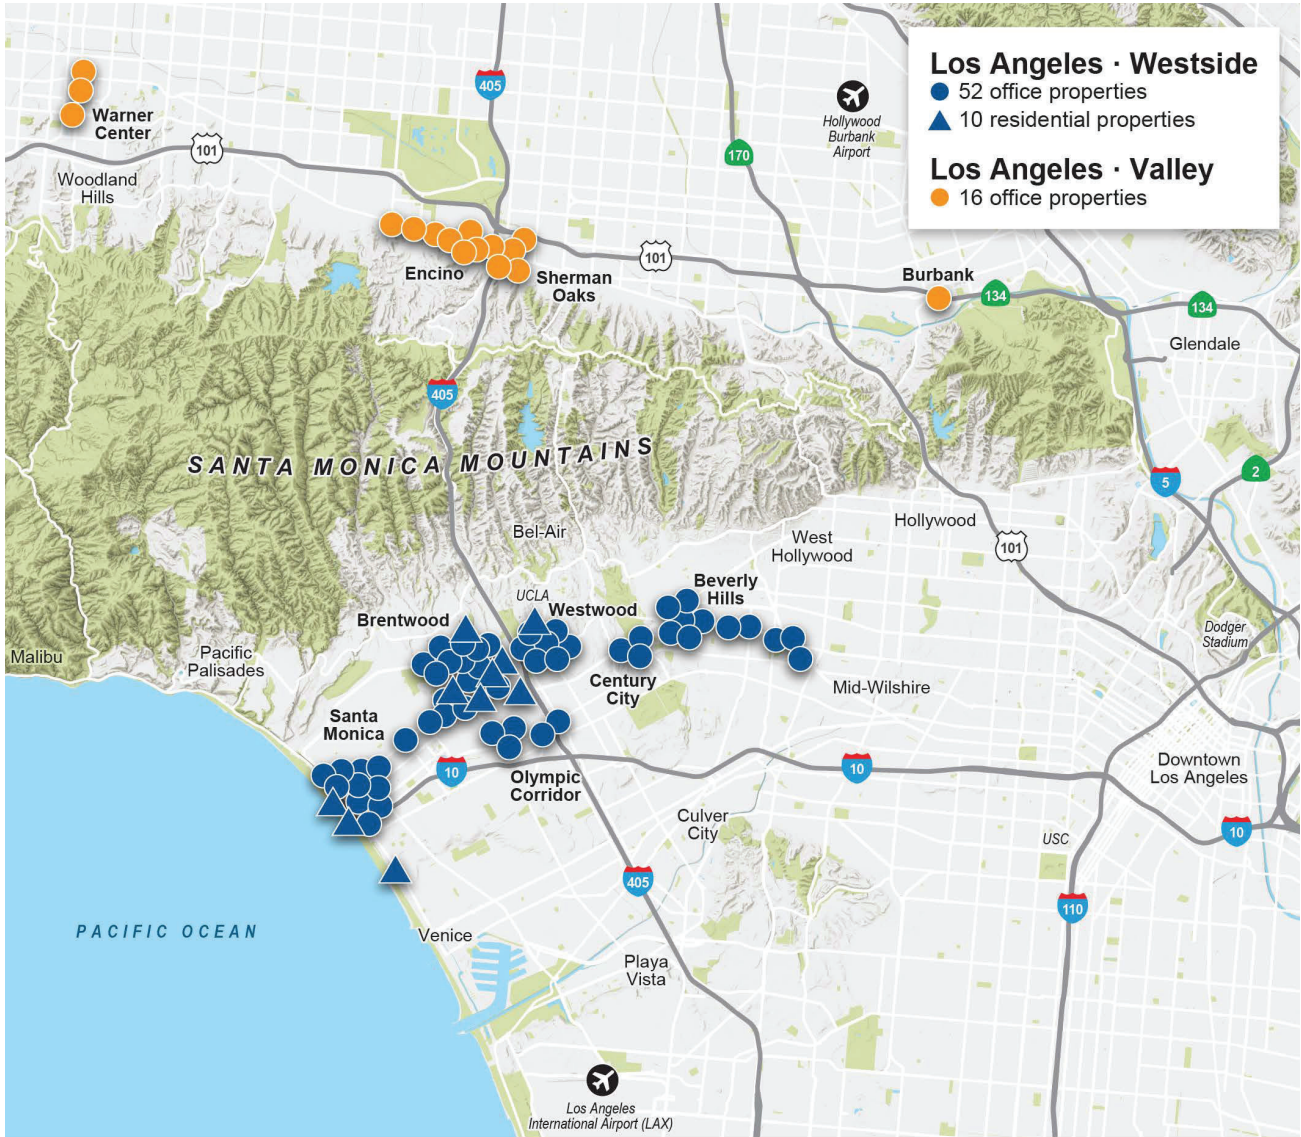 Los Angeles · Westside
52 office properties
10 residential properties
Los Angeles · Valley
16 office properties
405
Hollywood
Burbank
Airport
170
Warner
Center
101
Woodland
Hills
101
Encino
Sherman
Oaks
Burbank
134
134
Glendale
405
SANTA MONICA MOUNTAINS
5
2
Bel-Air
West
Hollywood
Hollywood
101
UCLA
Westwood
Beverly
Hills
Brentwood
Dodger
Stadium
Malibu
Pacific
Palisades
Century
City
Mid-Wilshire
Santa
Monica
10
Olympic
Corridor
10
Downtown
Los Angeles
10
Culver
City
USC
405
110
PACIFIC OCEAN
Venice
Playa
Vista
Los Angeles
International Airport (LAX)